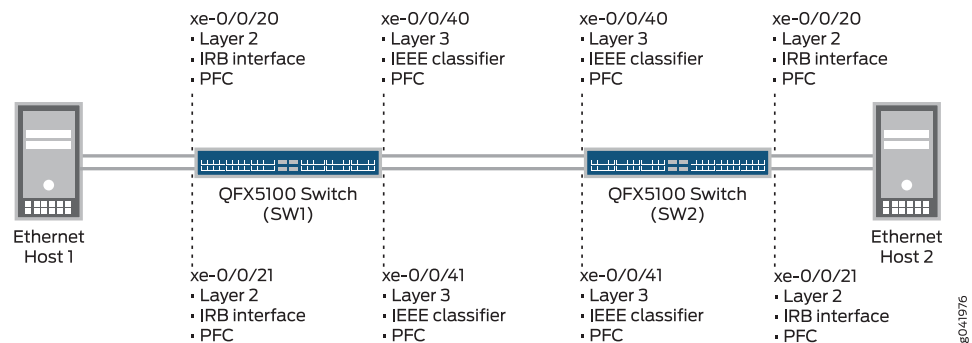 xe-0/0/20
▪ Layer 2
▪ IRB interface
▪ PFC
xe-0/0/40
▪ Layer 3
▪ IEEE classifier
▪ PFC
xe-0/0/40
▪ Layer 3
▪ IEEE classifier
▪ PFC
xe-0/0/20
▪ Layer 2
▪ IRB interface
▪ PFC
Ethernet
Host 1
QFX5100 Switch
(SW1)
QFX5100 Switch
(SW2)
Ethernet
Host 2
xe-0/0/21
▪ Layer 2
▪ IRB interface
▪ PFC
xe-0/0/41
▪ Layer 3
▪ IEEE classifier
▪ PFC
xe-0/0/41
▪ Layer 3
▪ IEEE classifier
▪ PFC
xe-0/0/21
▪ Layer 2
▪ IRB interface
▪ PFC
g041976